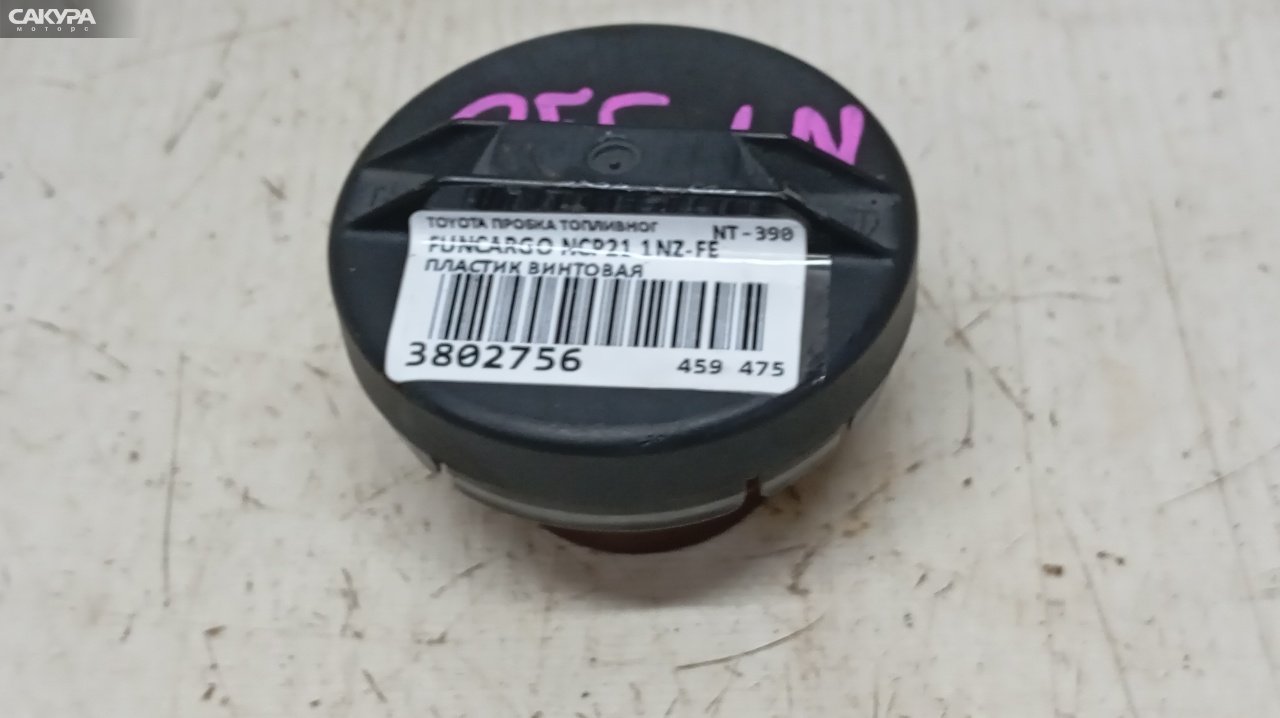 САКУРА
моторс
TOYOTA ПРОБКА ТОПЛИВНОГ
NT-390
FUNCARGO NCP21 1NZ-FE
ПЛАСТИК ВИНТОВАЯ
3802756
459 475